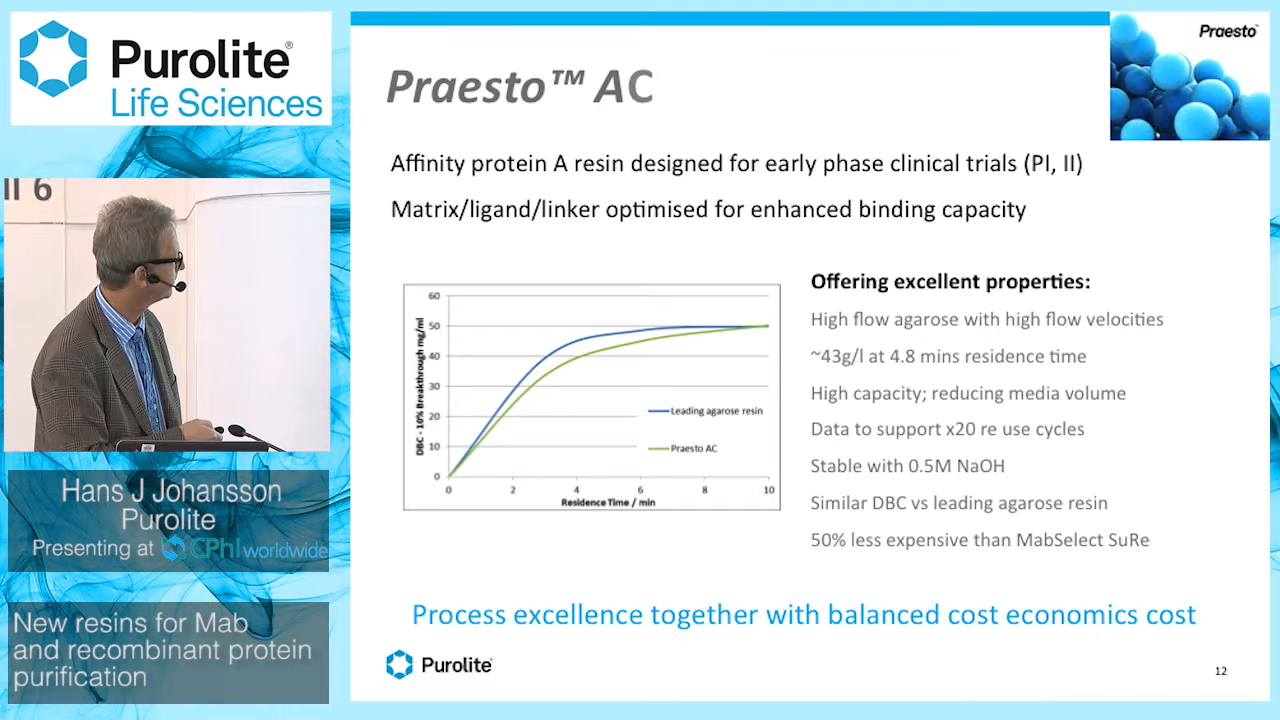 Purolite®
Life Sciences
ll 6
Hans J Johansson
Purolite
Presenting at CPhI worldwide
New resins for Mab
and recombinant protein
purification
Praesto™
Praesto™ AC
Affinity protein A resin designed for early phase clinical trials (PI, II)
Matrix/ligand/linker optimised for enhanced binding capacity
DBC - 10% Breakthrough mg/ml
60
50
40
30
20
10
0
0 2 4 6 8 10
Residence Time / min
Leading agarose resin
Praesto AC
Offering excellent properties:
High flow agarose with high flow velocities
~43g/l at 4.8 mins residence time
High capacity; reducing media volume
Data to support x20 re use cycles
Stable with 0.5M NaOH
Similar DBC vs leading agarose resin
50% less expensive than MabSelect SuRe
Process excellence together with balanced cost economics cost
Purolite®
12